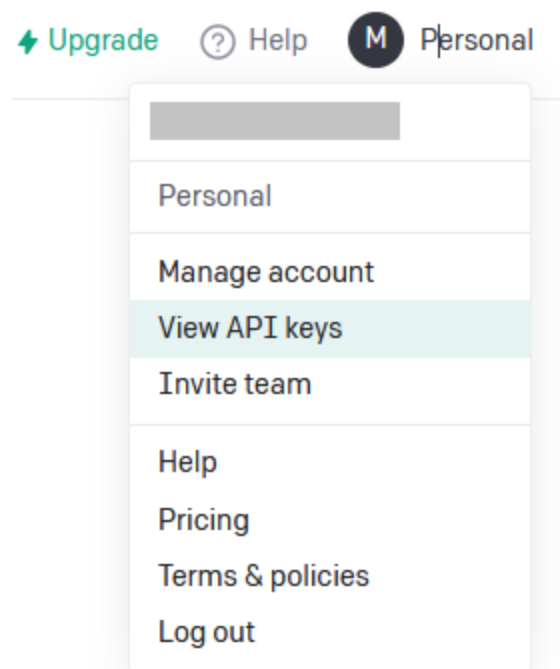 Upgrade ? Help M Personal
Personal
Manage account
View API keys
Invite team
Help
Pricing
Terms & policies
Log out